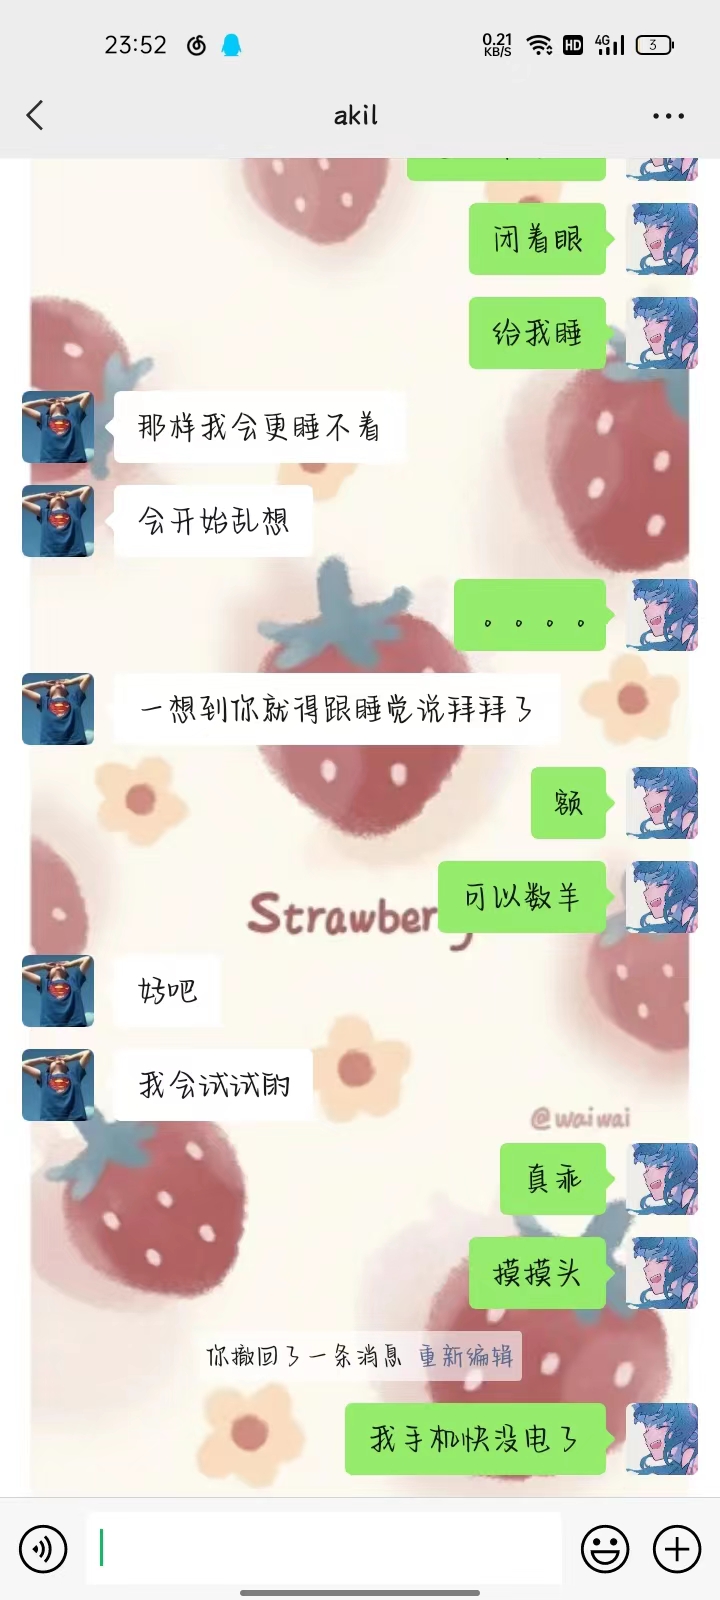 23:52
0.21
KB/S
HD
4G
3
akil
闭着眼
给我睡
那样我会更睡不着
会开始乱想
。。。。
一想到你就得跟睡觉说拜拜了
额
可以数羊
Strawber
好吧
我会试试的
@waiwai
真乖
摸摸头
你撤回了一条消息 重新编辑
我手机快没电了